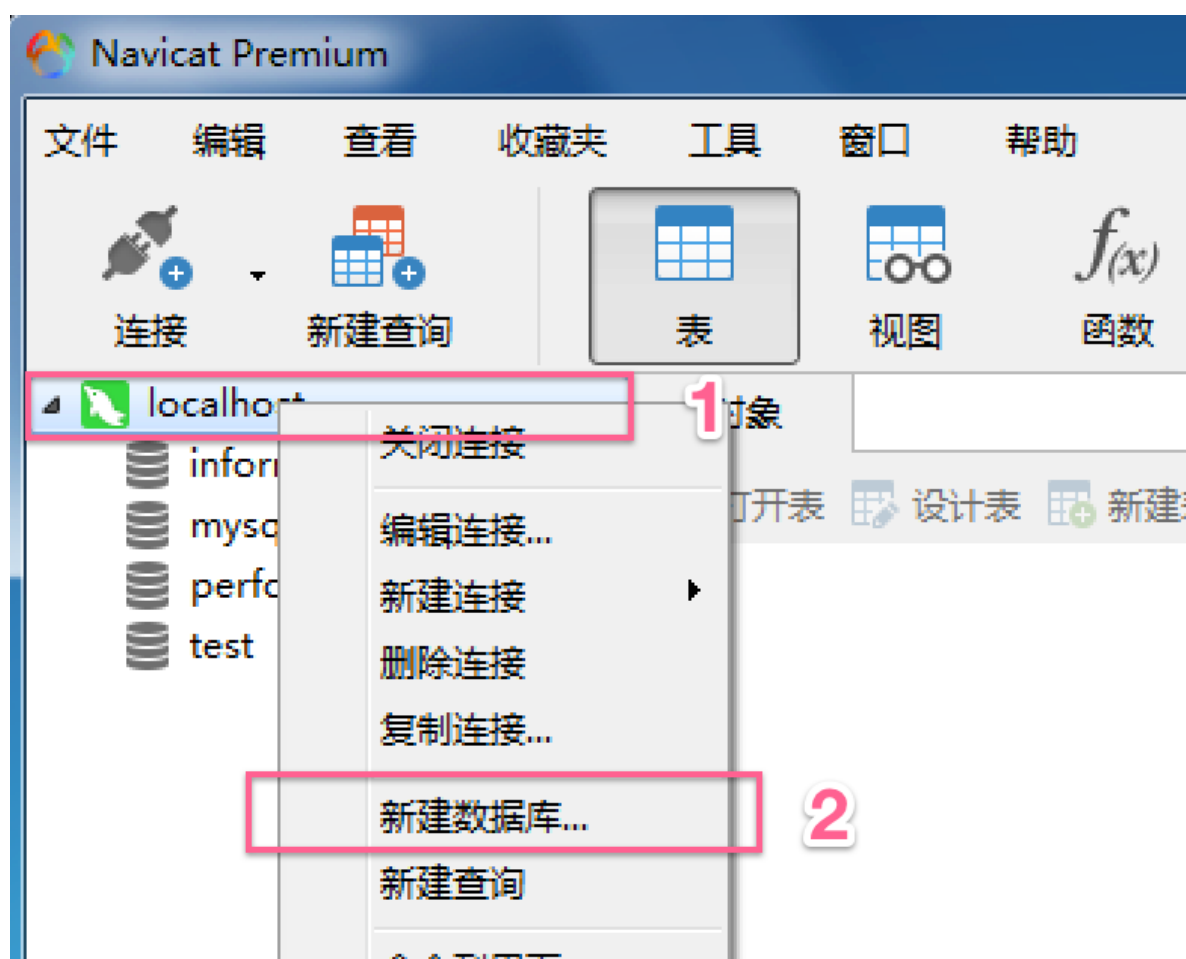 Navicat Premium
文件 编辑 查看 收藏夹 工具 窗口 帮助
连接 新建查询 表 视图 函数
localhost
1
对象
关闭连接
打开表 设计表 新建
编辑连接...
新建连接
删除连接
复制连接...
test
新建数据库...
2
新建查询